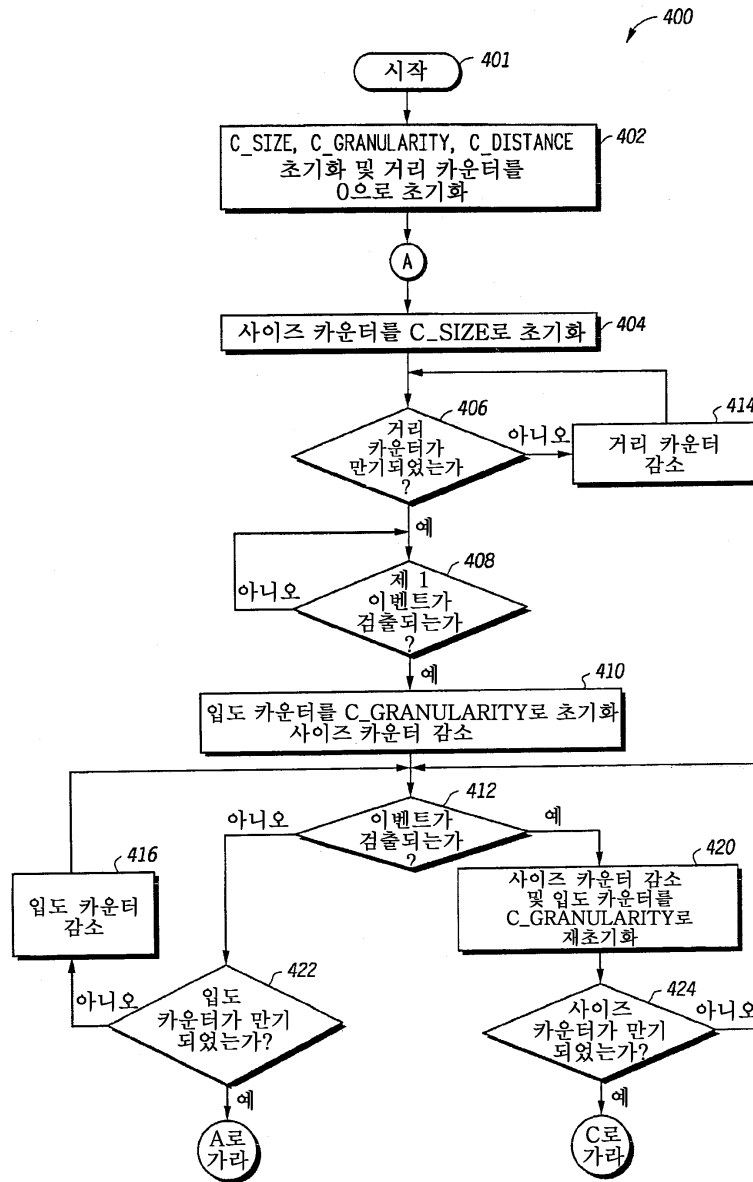 400
시작
401
C_SIZE, C_GRANULARITY, C_DISTANCE
초기화 및 거리 카운터를
0으로 초기화
402
A
사이즈 카운터를 C_SIZE로 초기화
404
거리
카운터가
만기되었는가
?
406
아니오
거리 카운터
감소
414
예
제 1
이벤트가
검출되는가
?
408
아니오
예
410
입도 카운터를 C_GRANULARITY로 초기화
사이즈 카운터 감소
이벤트가
검출되는가
?
412
아니오
예
416
입도 카운터
감소
420
사이즈 카운터 감소
및 입도 카운터를
C_GRANULARITY로
재초기화
입도
카운터가 만기
되었는가?
422
아니오
사이즈
카운터가 만기
되었는가?
424
아니오
예
예
A로
가라
C로
가라